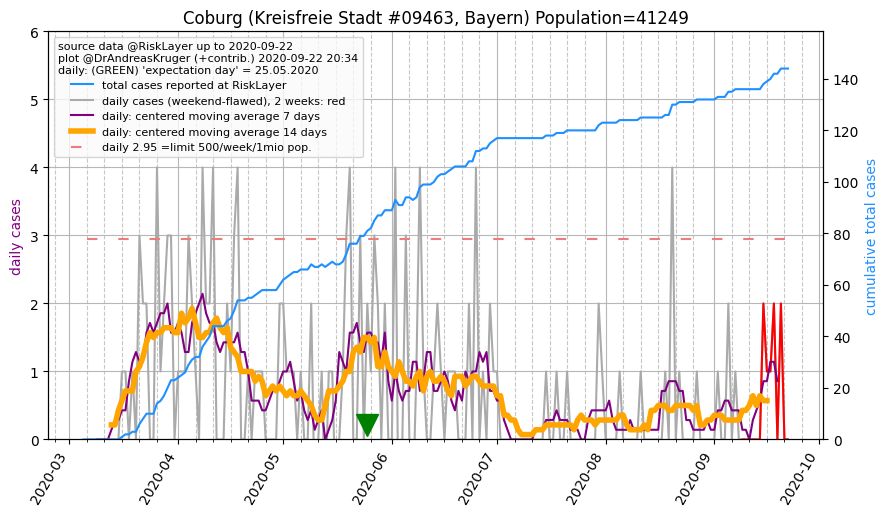 Coburg (Kreisfreie Stadt #09463, Bayern) Population=41249
source data @RiskLayer up to 2020-09-22
plot @DrAndreasKruger (+contrib.) 2020-09-22 20:34
daily: (GREEN) 'expectation day' = 25.05.2020
total cases reported at RiskLayer
daily cases (weekend-flawed), 2 weeks: red
daily: centered moving average 7 days
daily: centered moving average 14 days
daily 2.95 =limit 500/week/1mio pop.
daily cases
6
5
4
3
2
1
0
cumulative total cases
140
120
100
80
60
40
20
0
2020-03
2020-04
2020-05
2020-06
2020-07
2020-08
2020-09
2020-10